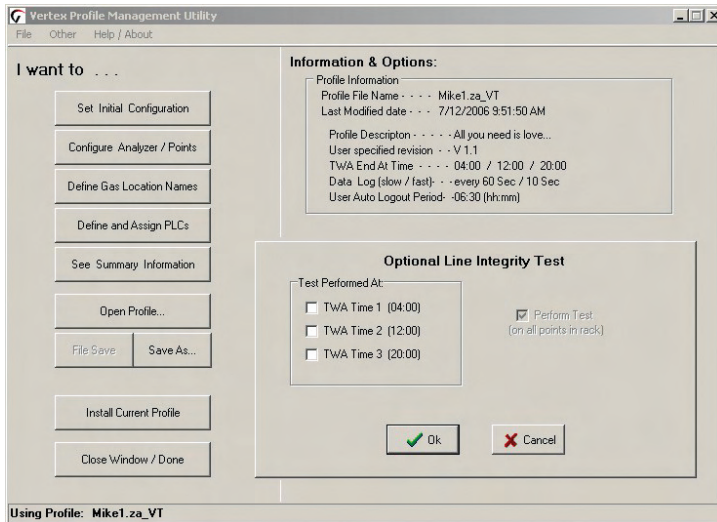 Vertex Profile Management Utility
File Other Help / About
I want to . . .
Set Initial Configuration
Configure Analyzer / Points
Define Gas Location Names
Define and Assign PLCs
See Summary Information
Open Profile...
File Save Save As...
Install Current Profile
Close Window / Done
Information & Options:
Profile Information
Profile File Name - - - - Mike1.za_VT
Last Modified date - - - 7/12/2006 9:51:50 AM
Profile Descripton - - - - - All you need is love...
User specified revision - - V 1.1
TWA End At Time - - - - 04:00 / 12:00 / 20:00
Data Log (slow / fast)- - - every 60 Sec / 10 Sec
User Auto Logout Period- -06:30 (hh:mm)
Optional Line Integrity Test
Test Performed At:
TWA Time 1 (04:00)
TWA Time 2 (12:00)
TWA Time 3 (20:00)
Perform Test
(on all points in rack)
Ok Cancel
Using Profile: Mike1.za_VT